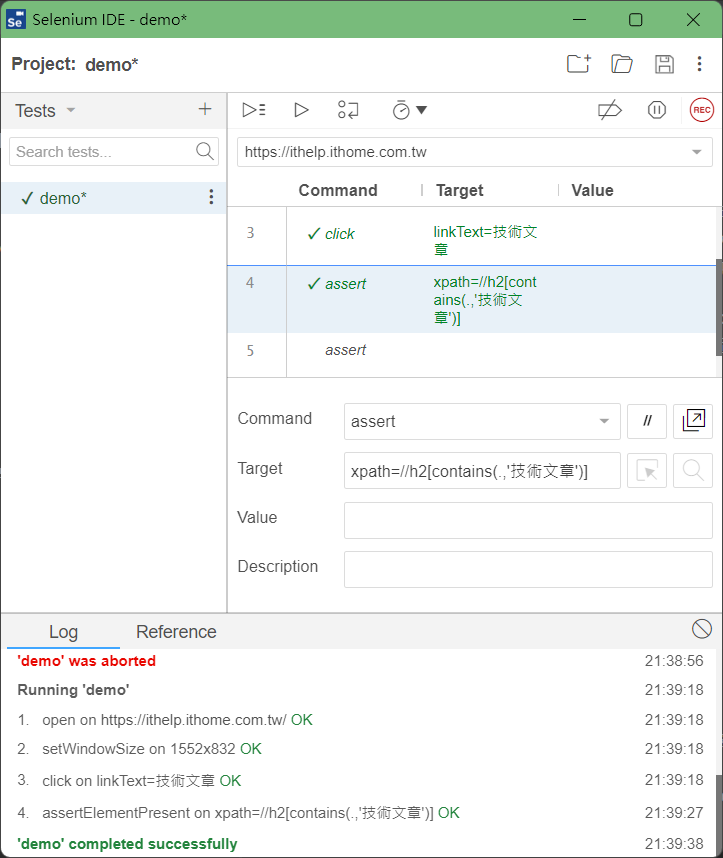 Se
Selenium IDE - demo*
Project: demo*
Tests
REC
Search tests...
https://ithelp.ithome.com.tw
✓ demo*
Command Target Value
3 ✓ click linkText=技術文
章
4 ✓ assert xpath=//h2[cont
ains(.,'技術文
章')]
5 assert
Command assert //
Target xpath=//h2[contains(.,'技術文章')]
Value
Description
Log Reference
'demo' was aborted 21:38:56
Running 'demo' 21:39:18
1. open on https://ithelp.ithome.com.tw/ OK 21:39:18
2. setWindowSize on 1552x832 OK 21:39:18
3. click on linkText=技術文章 OK 21:39:18
4. assertElementPresent on xpath=//h2[contains(.,'技術文章')] OK 21:39:27
'demo' completed successfully 21:39:38